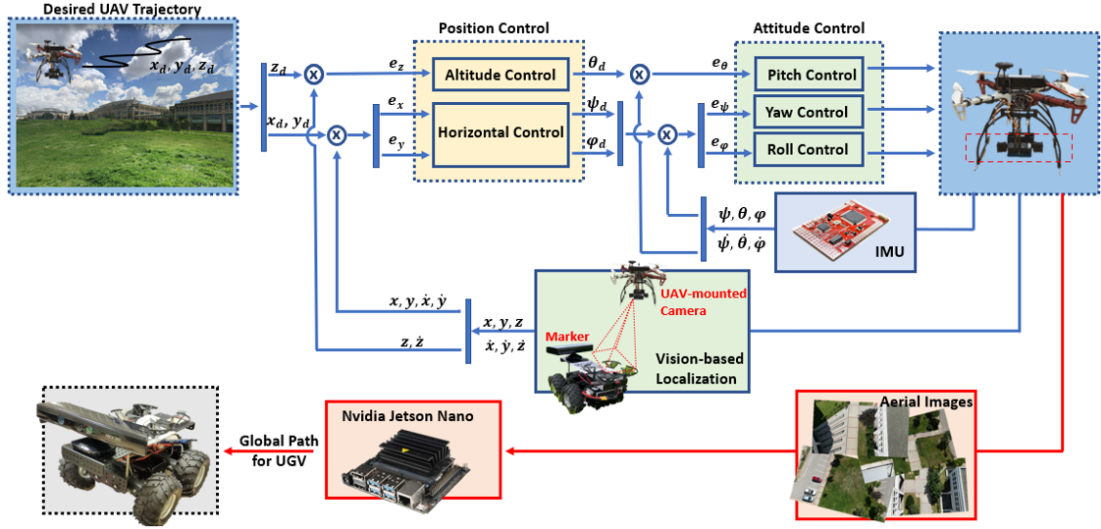 Desired UAV Trajectory
x_d, y_d, z_d
z_d
x_d, y_d
x
x
e_z
e_x
e_y
Position Control
Altitude Control
Horizontal Control
θ_d
ψ_d
φ_d
x
x
e_θ
e_ψ
e_φ
Attitude Control
Pitch Control
Yaw Control
Roll Control
ψ, θ, φ
ψ̇, θ̇, φ̇
IMU
x, y, ẋ, ẏ
z, ż
x, y, z
ẋ, ẏ, ż
UAV-mounted
Camera
Marker
Vision-based
Localization
Global Path
for UGV
Nvidia Jetson Nano
Aerial Images